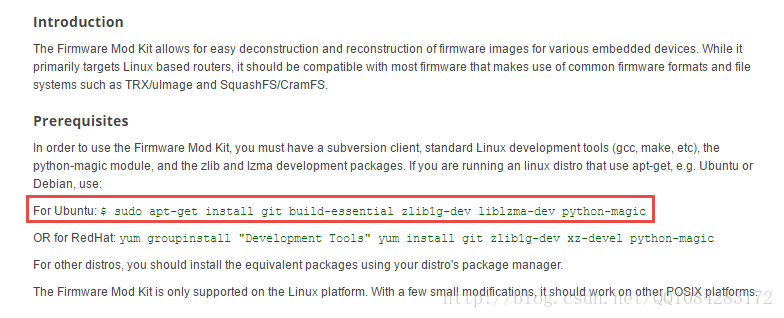 Introduction
The Firmware Mod Kit allows for easy deconstruction and reconstruction of firmware images for various embedded devices. While it
primarily targets Linux based routers, it should be compatible with most firmware that makes use of common firmware formats and file
systems such as TRX/uImage and SquashFS/CramFS.
Prerequisites
In order to use the Firmware Mod Kit, you must have a subversion client, standard Linux development tools (gcc, make, etc), the
python-magic module, and the zlib and lzma development packages. If you are running an linux distro that use apt-get, e.g. Ubuntu or
Debian, use:
For Ubuntu: $ sudo apt-get install git build-essential zlib1g-dev liblzma-dev python-magic
OR for RedHat: yum groupinstall "Development Tools" yum install git zlib1g-dev xz-devel python-magic
For other distros, you should install the equivalent packages using your distro's package manager.
The Firmware Mod Kit is only supported on the Linux platform. With a few small modifications, it should work on other POSIX platforms.
http://blog.csdn.net/QQ1084283172